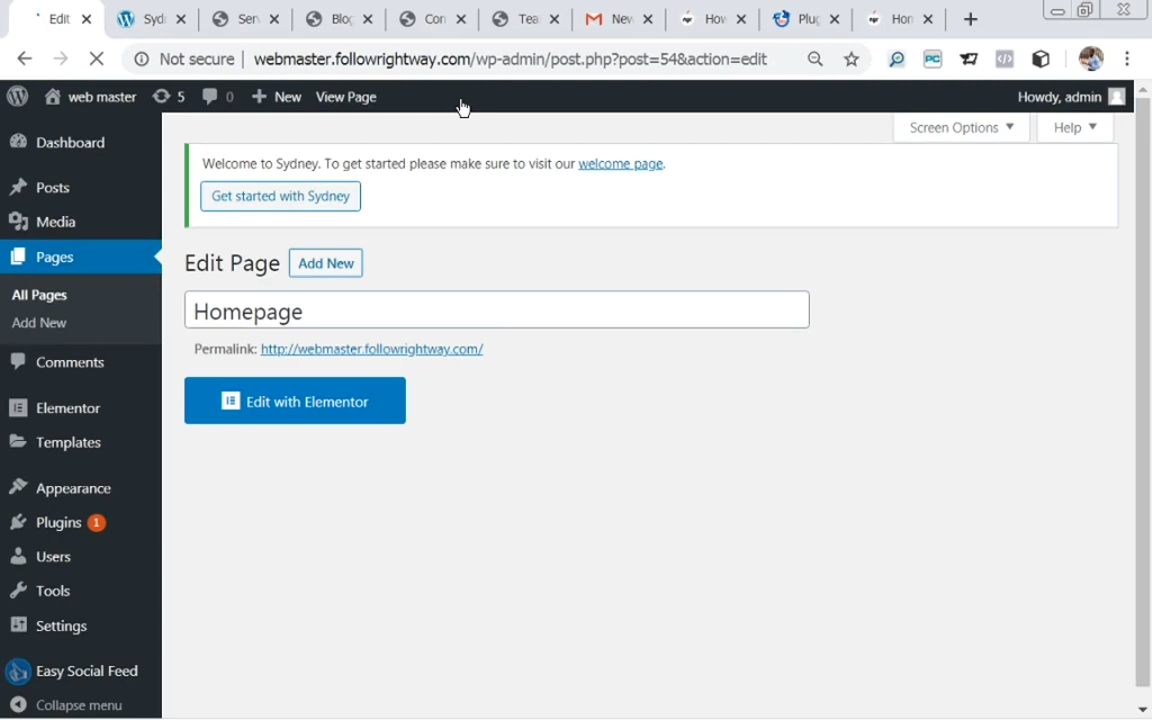 Edit
Syd
Ser
Blog
Con
Tea
New
How
Plug
Hon
Not secure
webmaster.followrightway.com/wp-admin/post.php?post=54&action=edit
web master
5
0
New
View Page
Howdy, admin
Screen Options
Help
Dashboard
Posts
Media
Pages
All Pages
Add New
Comments
Elementor
Templates
Appearance
Plugins 1
Users
Tools
Settings
Easy Social Feed
Collapse menu
Welcome to Sydney. To get started please make sure to visit our welcome page.
Get started with Sydney
Edit Page
Add New
Homepage
Permalink: http://webmaster.followrightway.com/
Edit with Elementor